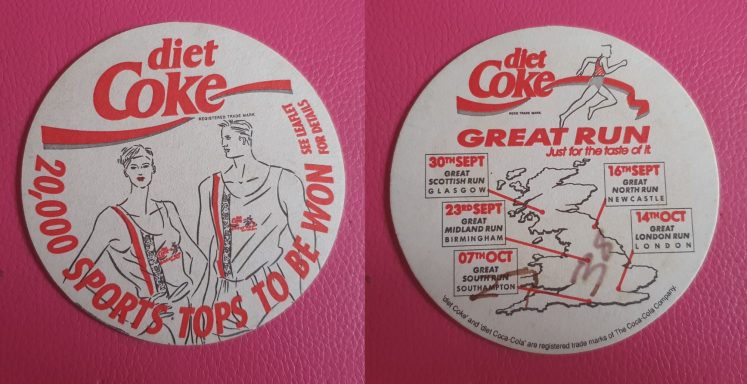 diet
Coke
REGISTERED TRADE MARK
20,000 SPORTS TOPS TO BE WON
SEE LEAFLET
FOR DETAILS
diet
Coke
REGD TRADE MARK
GREAT RUN
Just for the taste of it.
30TH SEPT
GREAT
SCOTTISH RUN
GLASGOW
16TH SEPT
GREAT
NORTH RUN
NEWCASTLE
23RD SEPT
GREAT
MIDLAND RUN
BIRMINGHAM
14TH OCT
GREAT
LONDON RUN
LONDON
07TH OCT
GREAT
SOUTH RUN
SOUTHAMPTON
'diet Coke' and 'diet Coca-Cola' are registered trade marks of The Coca-Cola Company.